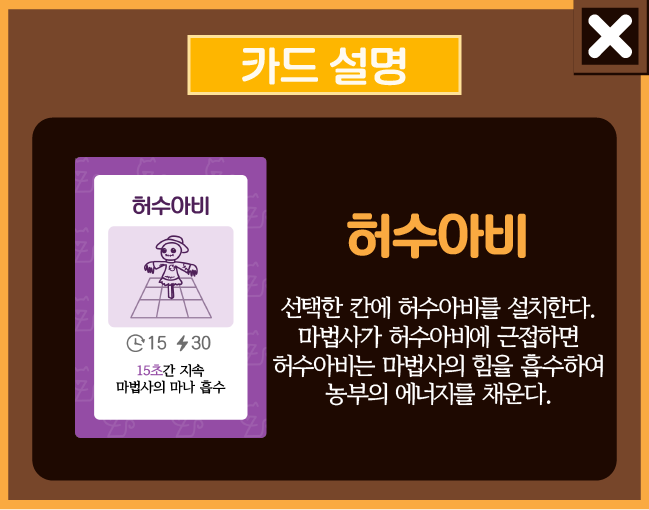 카드 설명
허수아비
15 30
15초간 지속
마법사의 마나 흡수
허수아비
선택한 칸에 허수아비를 설치한다.
마법사가 허수아비에 근접하면
허수아비는 마법사의 힘을 흡수하여
농부의 에너지를 채운다.